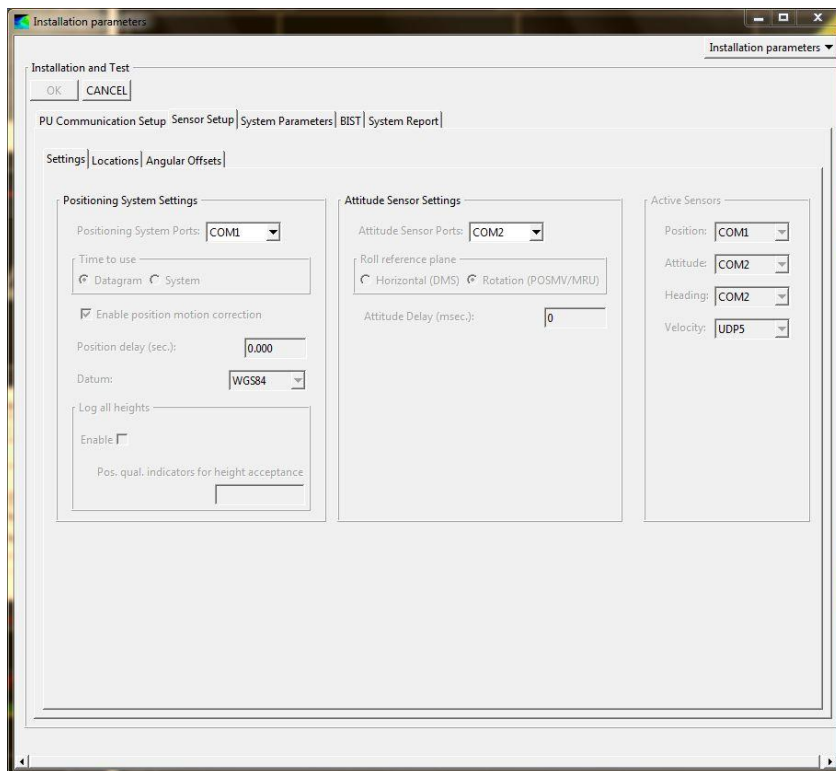 Installation parameters
Installation parameters
Installation and Test
OK CANCEL
PU Communication Setup Sensor Setup System Parameters BIST System Report
Settings Locations Angular Offsets
Positioning System Settings
Positioning System Ports: COM1
Time to use
Datagram System
Enable position motion correction
Position delay (sec.): 0.000
Datum: WGS84
Log all heights
Enable
Pos. qual. indicators for height acceptance
Attitude Sensor Settings
Attitude Sensor Ports: COM2
Roll reference plane
Horizontal (DMS) Rotation (POSMV/MRU)
Attitude Delay (msec.): 0
Active Sensors
Position: COM1
Attitude: COM2
Heading: COM2
Velocity: UDP5